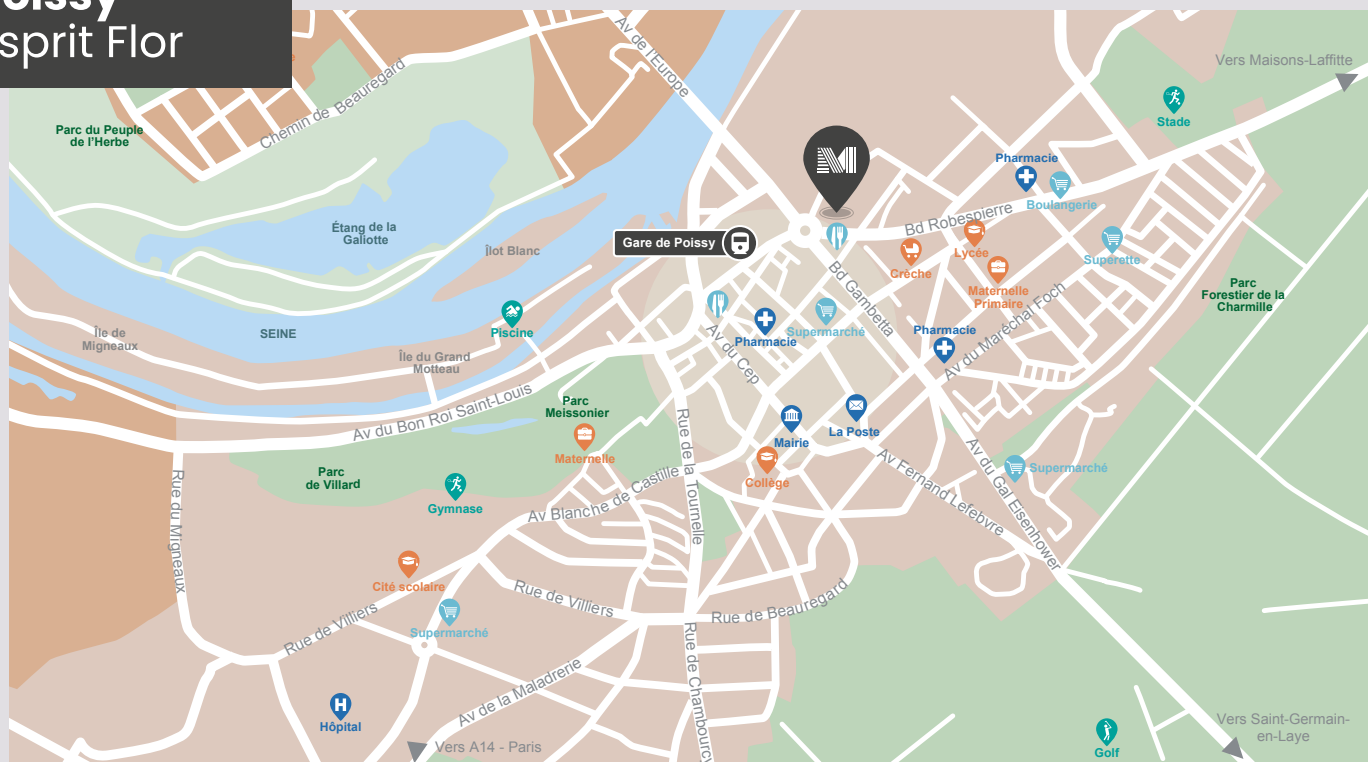 oissy
sprit Flor
Av de l'Europe
Vers Maisons-Laffitte
Chemin de Beauregard
Parc du Peuple
de l'Herbe
Stade
Pharmacie
Boulangerie
Étang de la
Galiotte
Îlot Blanc
Gare de Poissy
Bd Robespierre
Lycée
Crèche
Supérette
Maternelle
Primaire
Parc
Forestier de la
Charmille
Bd Gambetta
Île de
Migneaux
SEINE
Piscine
Île du Grand
Motteau
Pharmacie
Supermarché
Pharmacie
Av du Maréchal Foch
Av du Cep
Av du Bon Roi Saint-Louis
Parc
Meissonier
Maternelle
Rue de la Tournelle
Mairie
La Poste
Collège
Av Fernand Lefebvre
Av du Gal Eisenhower
Supermarché
Parc
de Villard
Gymnase
Av Blanche de Castille
Rue du Migneaux
Cité scolaire
Rue de Villiers
Rue de Villiers
Rue de Beauregard
Supermarché
Rue de Chambourcy
Av de la Maladrerie
Hôpital
Vers A14 - Paris
Golf
Vers Saint-Germain-
en-Laye